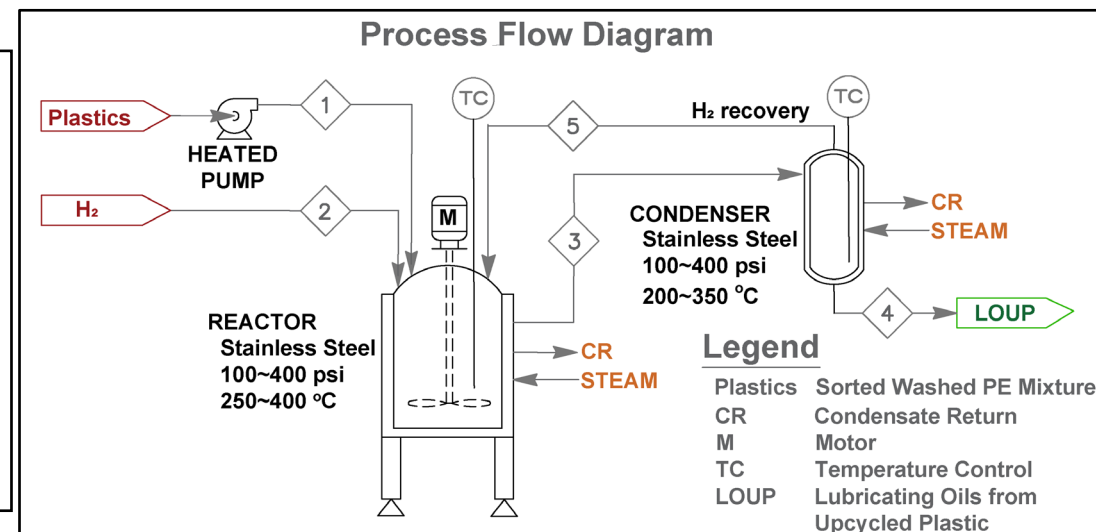 Process Flow Diagram
Plastics
HEATED
PUMP
1
TC
5
H₂ recovery
TC
H₂
2
M
3
CONDENSER
Stainless Steel
100~400 psi
200~350 °C
CR
STEAM
REACTOR
Stainless Steel
100~400 psi
250~400 ºC
CR
STEAM
4
LOUP
Legend
Plastics Sorted Washed PE Mixture
CR Condensate Return
M Motor
TC Temperature Control
LOUP Lubricating Oils from
Upcycled Plastic